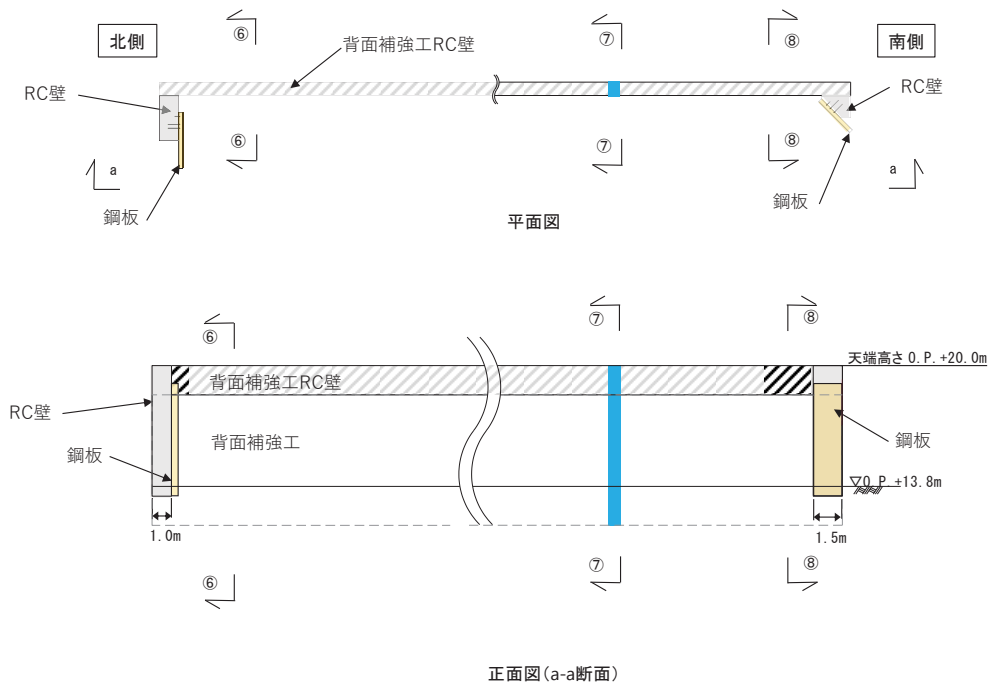 ⑥
⑦
⑧
北側
背面補強工RC壁
南側
RC壁
RC壁
⑥
⑦
⑧
a
a
鋼板
鋼板
平面図
⑥
⑦
⑧
天端高さ O.P.+20.0m
背面補強工RC壁
RC壁
背面補強工
鋼板
鋼板
▽O.P.+13.8m
1.0m
1.5m
⑥
⑦
⑧
正面図(a-a断面)